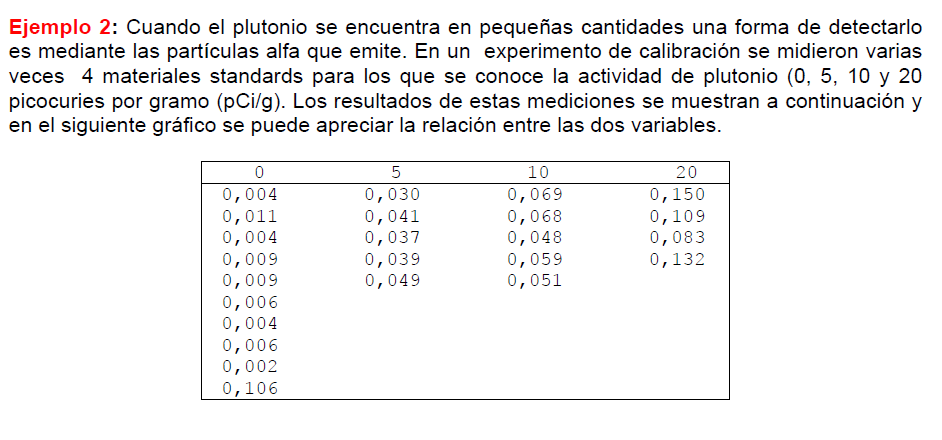 Ejemplo 2: Cuando el plutonio se encuentra en pequeñas cantidades una forma de detectarlo
es mediante las partículas alfa que emite. En un experimento de calibración se midieron varias
veces 4 materiales standards para los que se conoce la actividad de plutonio (0, 5, 10 y 20
picocuries por gramo (pCi/g). Los resultados de estas mediciones se muestran a continuación y
en el siguiente gráfico se puede apreciar la relación entre las dos variables.
0 5 10 20
0,004 0,030 0,069 0,150
0,011 0,041 0,068 0,109
0,004 0,037 0,048 0,083
0,009 0,039 0,059 0,132
0,009 0,049 0,051
0,006
0,004
0,006
0,002
0,106